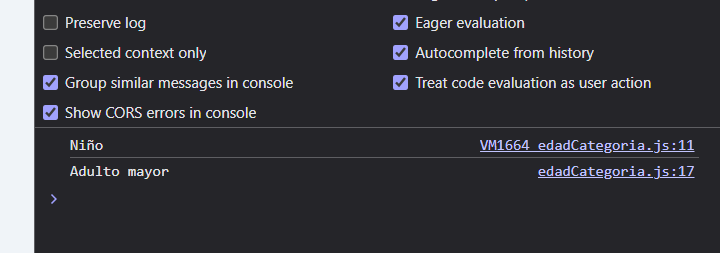 Preserve log
Eager evaluation
Selected context only
Autocomplete from history
Group similar messages in console
Treat code evaluation as user action
Show CORS errors in console
Niño VM1664 edadCategoria.js:11
Adulto mayor edadCategoria.js:17